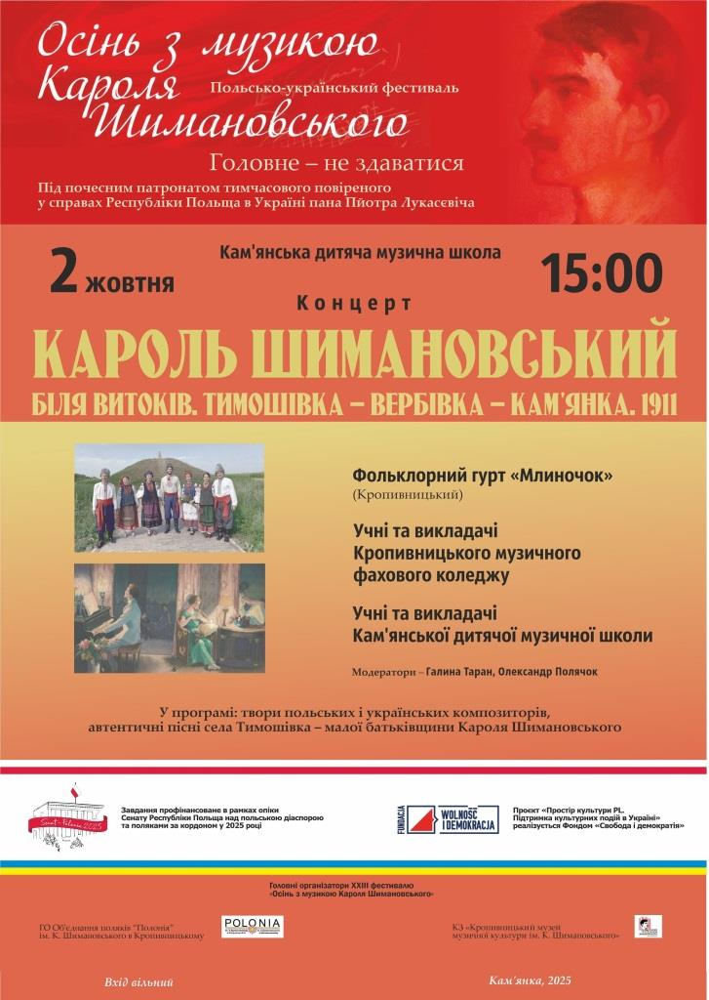 Осінь з музикою
Кароля
Польсько-український фестиваль
Шимановського
Головне – не здаватися
Під почесним патронатом тимчасового повіреного
у справах Республіки Польща в Україні пана Пйотра Лукасєвіча
2 жовтня
Кам'янська дитяча музична школа
15:00
Концерт
КАРОЛЬ ШИМАНОВСЬКИЙ
БІЛЯ ВИТОКІВ. ТИМОШІВКА – ВЕРБІВКА – КАМ'ЯНКА. 1911
Фольклорний гурт «Млиночок»
(Кропивницький)
Учні та викладачі
Кропивницького музичного
фахового коледжу
Учні та викладачі
Кам'янської дитячої музичної школи
Модератори – Галина Таран, Олександр Полячок
У програмі: твори польських і українських композиторів,
автентичні пісні села Тимошівка – малої батьківщини Кароля Шимановського
Senat-Polonia 2025
Завдання профінансоване в рамках опіки
Сенату Республіки Польща над польською діаспорою
та поляками за кордоном у 2025 році
FUNDACJA
WOLNOŚĆ
I DEMOKRACJA
Проєкт «Простір культури PL.
Підтримка культурних подій в Україні»
реалізується Фондом «Свобода і демократія»
Головні організатори XXIII фестивалю
«Осінь з музикою Кароля Шимановського»
ГО Об'єднання поляків "Полонія"
ім. К. Шимановського в Кропивницькому
POLONIA
КЗ «Кропивницький музей
музичної культури ім. К. Шимановського»
Вхід вільний
Кам'янка, 2025